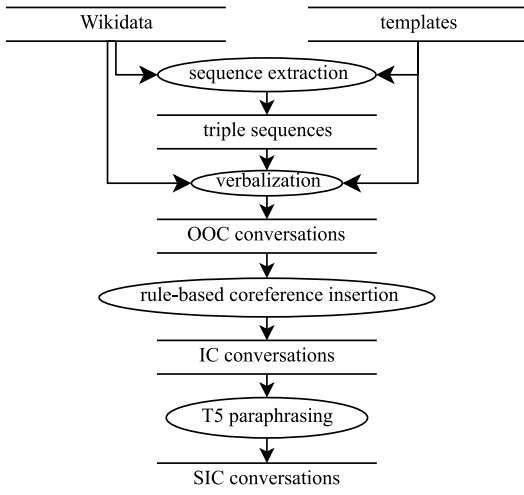 Wikidata
templates
sequence extraction
triple sequences
verbalization
OOC conversations
rule-based coreference insertion
IC conversations
T5 paraphrasing
SIC conversations